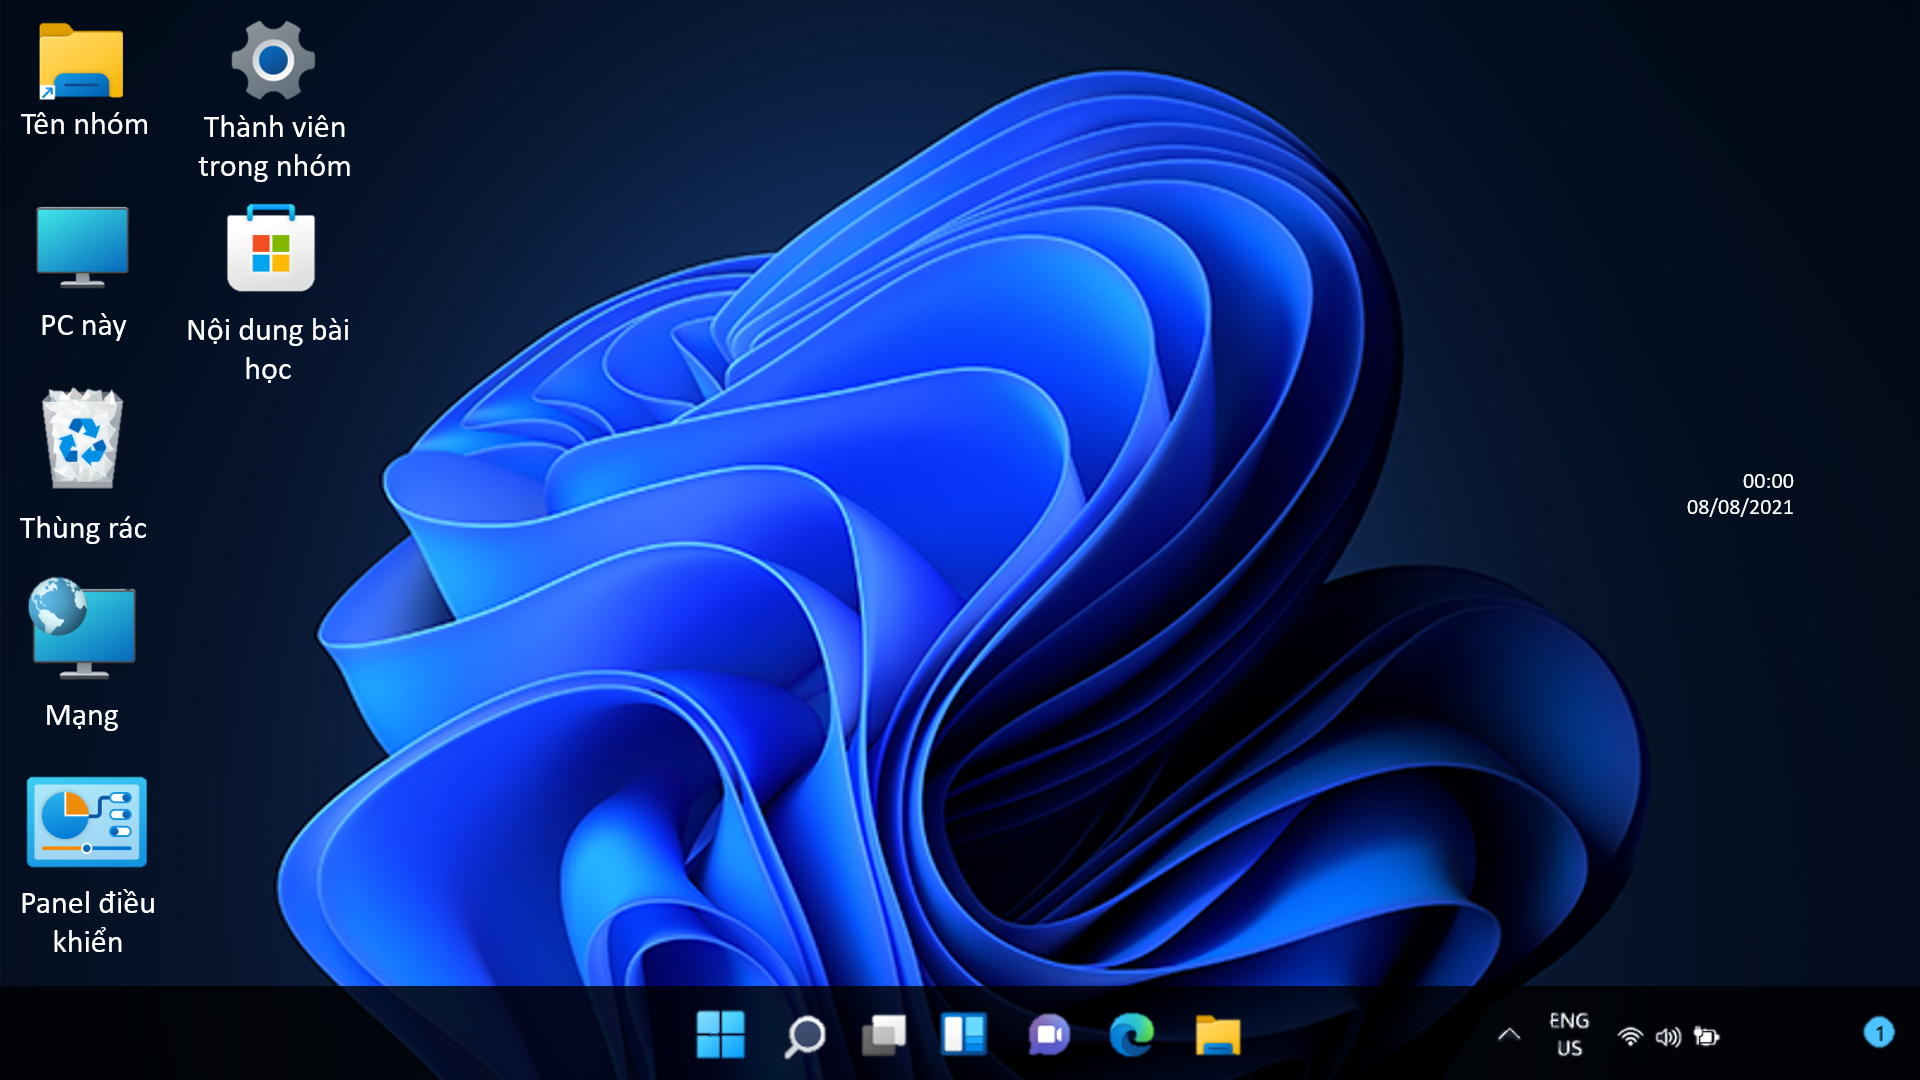 Tên nhóm
Thành viên
trong nhóm
PC này
Nội dung bài
học
Thùng rác
00:00
08/08/2021
Mạng
Panel điều
khiển
ENG
US
1